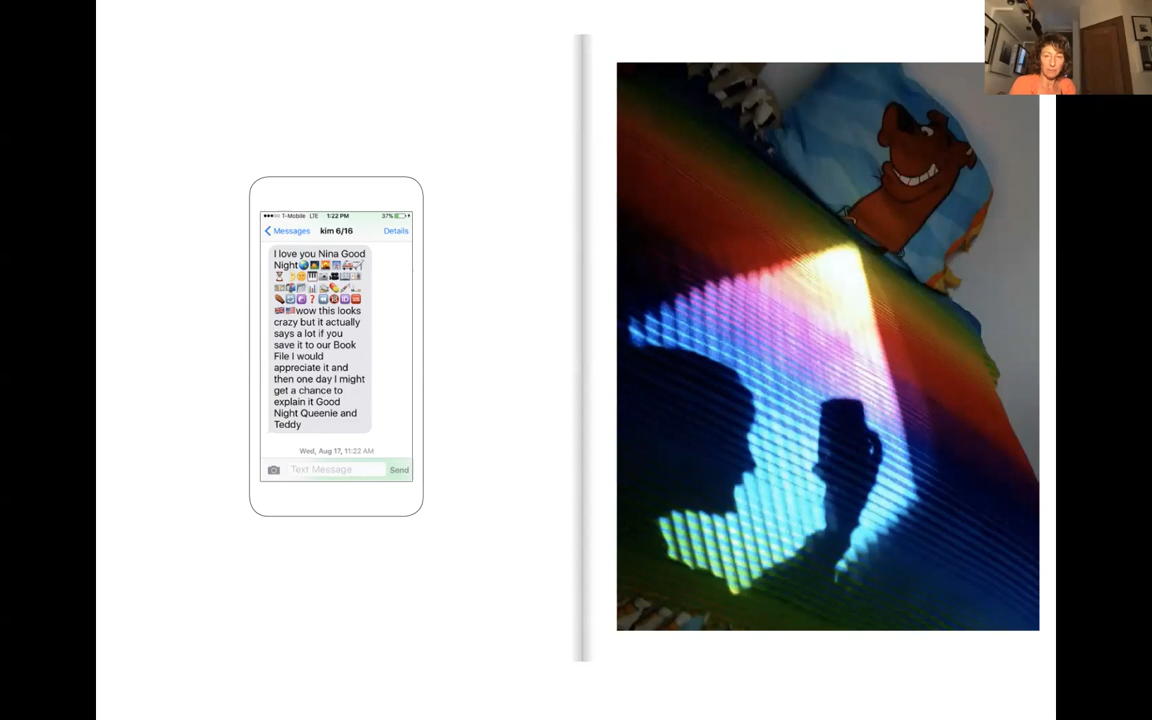 T-Mobile LTE 1:22 PM 37%
Messages kim 6/16 Details
I love you Nina Good
Night🌏
wow this looks
crazy but it actually
says a lot if you
save it to our Book
File I would
appreciate it and
then one day I might
get a chance to
explain it Good
Night Queenie and
Teddy
Wed, Aug 17, 11:22 AM
Text Message Send